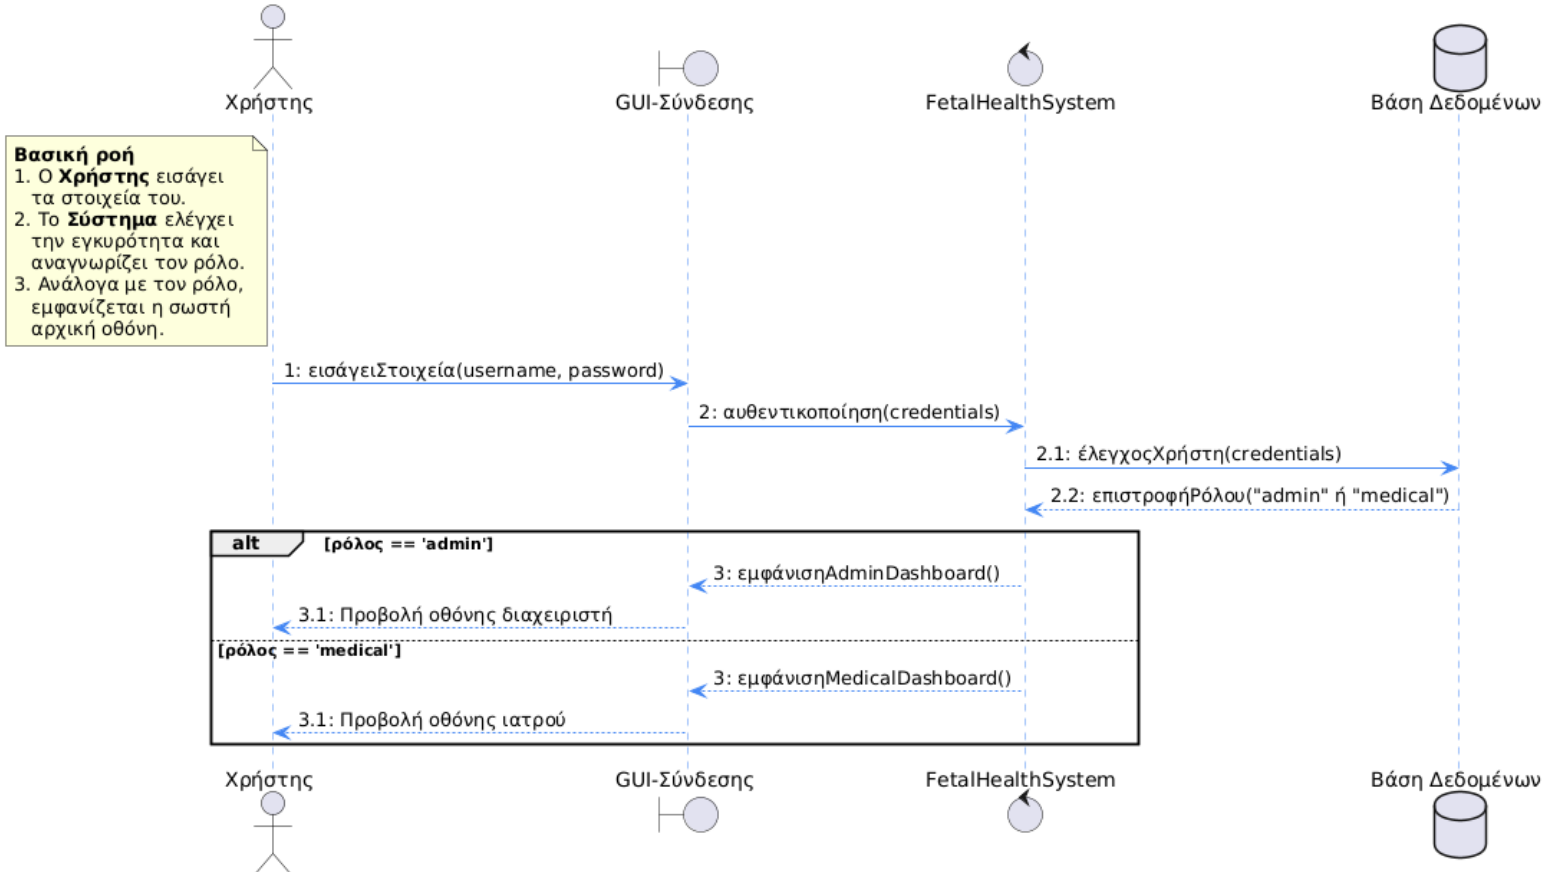 Χρήστης
GUI-Σύνδεσης
FetalHealthSystem
Βάση Δεδομένων
Βασική ροή
1. Ο Χρήστης εισάγει
τα στοιχεία του.
2. Το Σύστημα ελέγχει
την εγκυρότητα και
αναγνωρίζει τον ρόλο.
3. Ανάλογα με τον ρόλο,
εμφανίζεται η σωστή
αρχική οθόνη.
1: εισάγειΣτοιχεία(username, password)
2: αυθεντικοποίηση(credentials)
2.1: έλεγχοςΧρήστη(credentials)
2.2: επιστροφήΡόλου("admin" ή "medical")
alt [ρόλος == 'admin']
3: εμφάνισηAdminDashboard()
3.1: Προβολή οθόνης διαχειριστή
[ρόλος == 'medical']
3: εμφάνισηMedicalDashboard()
3.1: Προβολή οθόνης ιατρού
Χρήστης
GUI-Σύνδεσης
FetalHealthSystem
Βάση Δεδομένων